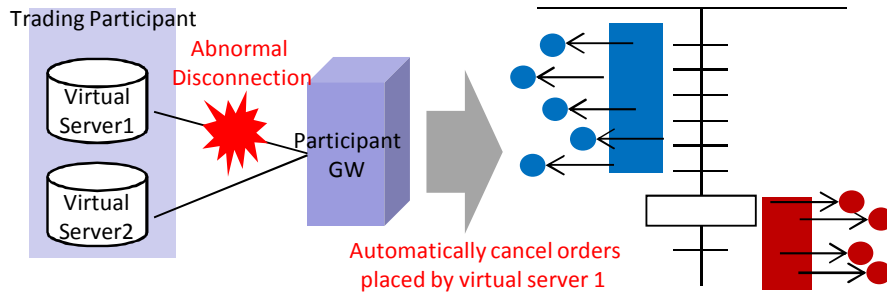 Trading Participant
Abnormal
Disconnection
Virtual
Server1
Participant
GW
Virtual
Server2
Automatically cancel orders
placed by virtual server 1